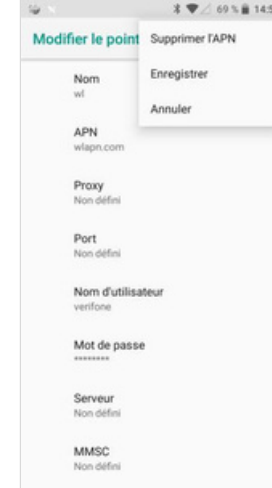 69 % 14:5
Modifier le point
Supprimer l'APN
Enregistrer
Annuler
Nom
wl
APN
wlapn.com
Proxy
Non défini
Port
Non défini
Nom d'utilisateur
verifone
Mot de passe
********
Serveur
Non défini
MMSC
Non défini